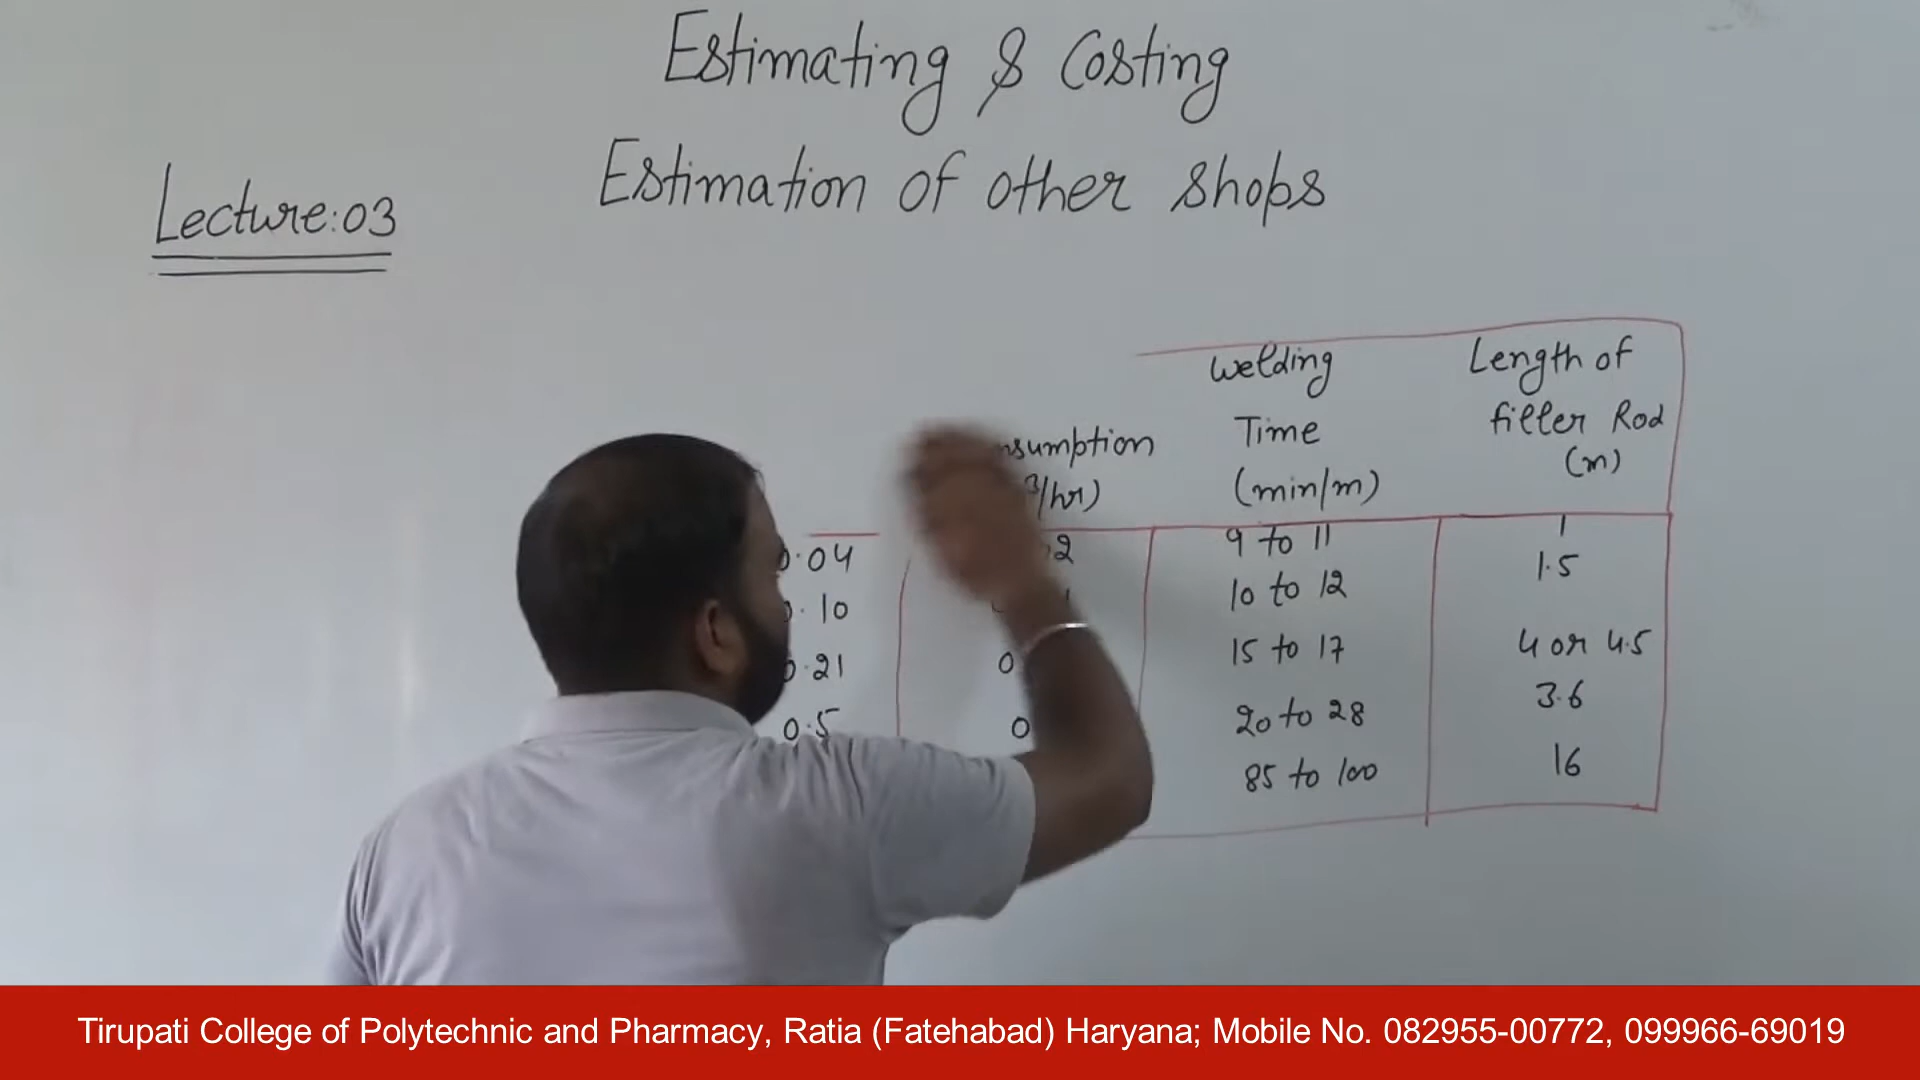 Estimating & Costing
Estimation of other shops
Lecture:03
Welding
Time
(min/m)
Length of
filler Rod
(m)
/hr)
0.04
9 to 11
1
.10
10 to 12
1.5
0.21
0
15 to 17
4 or 4.5
0.5
0
20 to 28
3.6
85 to 100
16
Tirupati College of Polytechnic and Pharmacy, Ratia (Fatehabad) Haryana; Mobile No. 082955-00772, 099966-69019